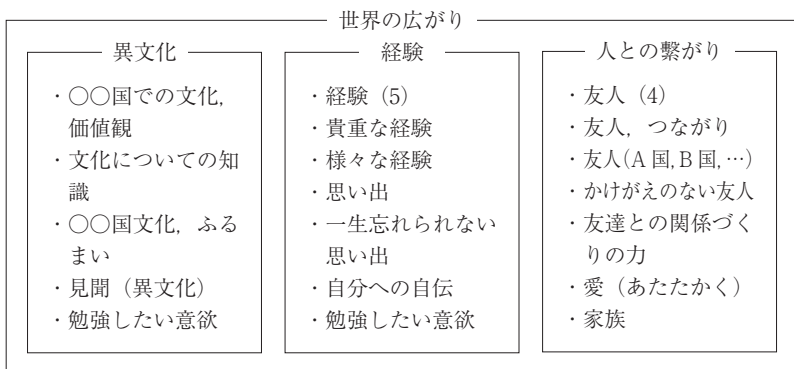 世界の広がり
異文化
・〇〇国での文化,
価値観
・文化についての知
識
・〇〇国文化，ふる
まい
・見聞（異文化）
・勉強したい意欲
経験
・経験（5）
・貴重な経験
・様々な経験
・思い出
・一生忘れられない
思い出
・自分への自伝
・勉強したい意欲
人との繋がり
・友人（4）
・友人，つながり
・友人(A 国, B 国, …)
・かけがえのない友人
・友達との関係づく
りの力
・愛（あたたかく）
・家族